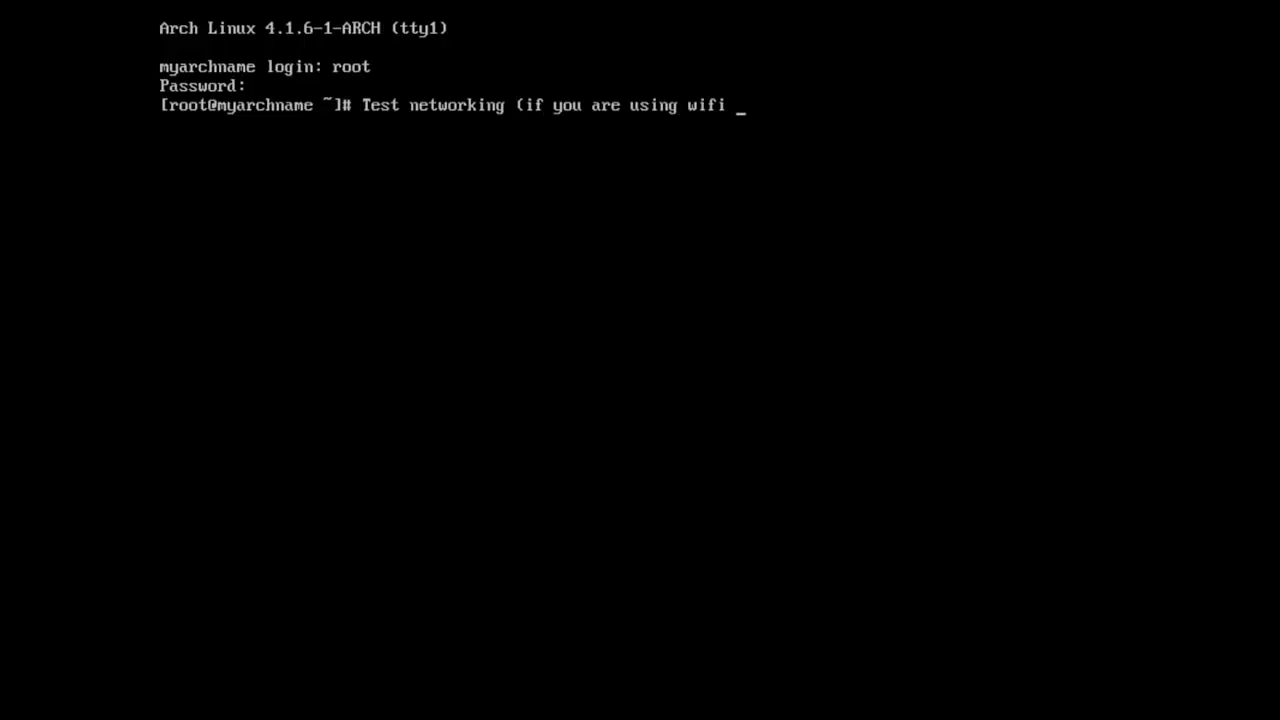 Arch Linux 4.1.6-1-ARCH (tty1)
myarchname login: root
Password:
[root@myarchname ~]# Test networking (if you are using wifi _